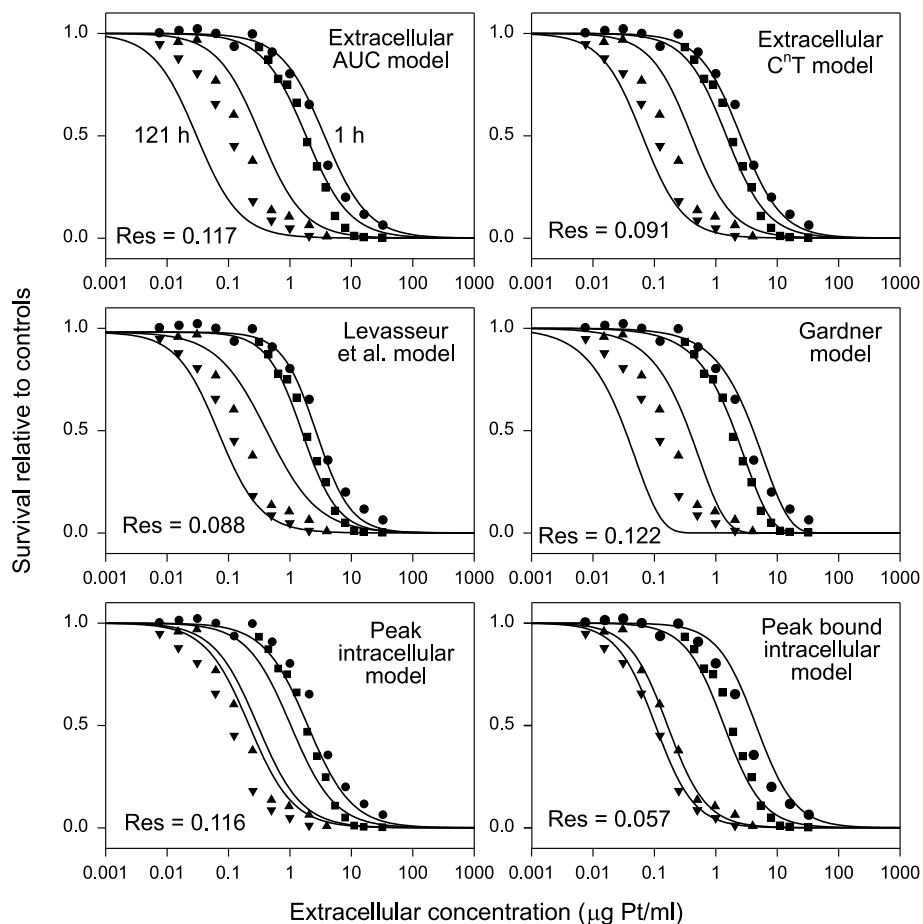 Survival relative to controls
1.0
0.5
0.0
Extracellular
AUC model
121 h
1 h
Res = 0.117
0.001 0.01 0.1 1 10 100 1000
1.0
0.5
0.0
Extracellular
CⁿT model
Res = 0.091
0.001 0.01 0.1 1 10 100 1000
1.0
0.5
0.0
Levasseur
et al. model
Res = 0.088
0.001 0.01 0.1 1 10 100 1000
1.0
0.5
0.0
Gardner
model
Res = 0.122
0.001 0.01 0.1 1 10 100 1000
1.0
0.5
0.0
Peak
intracellular
model
Res = 0.116
0.001 0.01 0.1 1 10 100 1000
1.0
0.5
0.0
Peak bound
intracellular
model
Res = 0.057
0.001 0.01 0.1 1 10 100 1000
Extracellular concentration (μg Pt/ml)